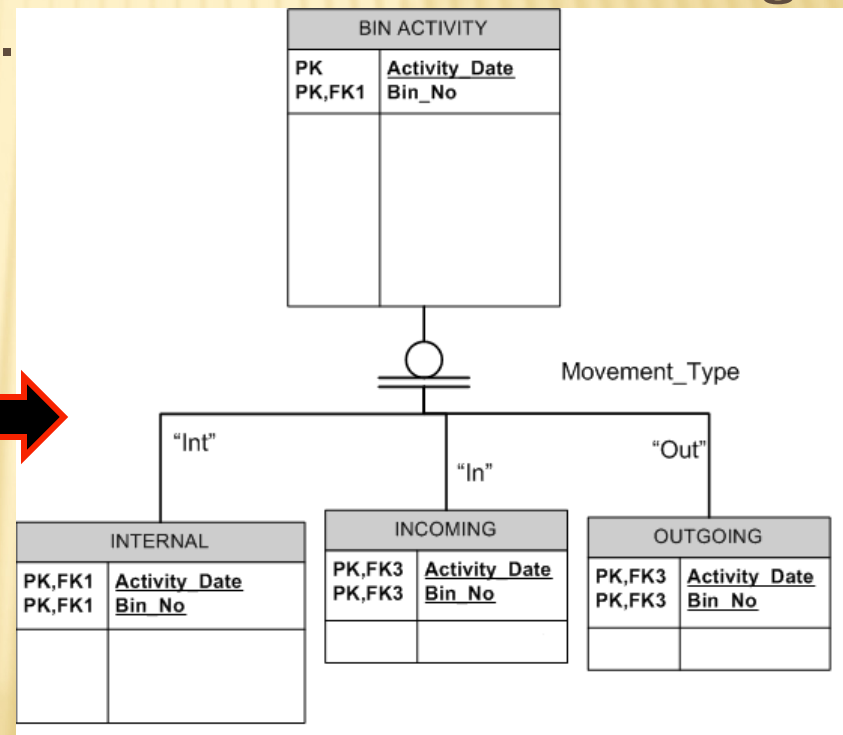 BIN ACTIVITY
PK Activity_Date
PK,FK1 Bin_No
Movement_Type
“Int”
“In”
“Out”
INTERNAL
PK,FK1 Activity_Date
PK,FK1 Bin_No
INCOMING
PK,FK3 Activity_Date
PK,FK3 Bin_No
OUTGOING
PK,FK3 Activity_Date
PK,FK3 Bin_No